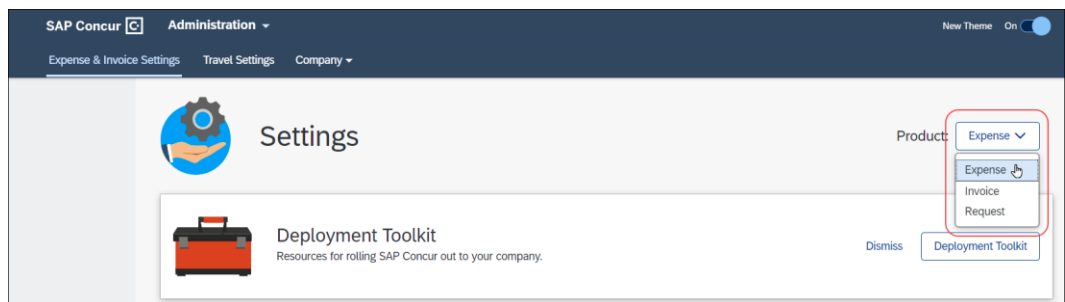 SAP Concur C Administration New Theme On
Expense & Invoice Settings Travel Settings Company
Settings
Product: Expense
Expense
Invoice
Request
Deployment Toolkit
Resources for rolling SAP Concur out to your company.
Dismiss Deployment Toolkit